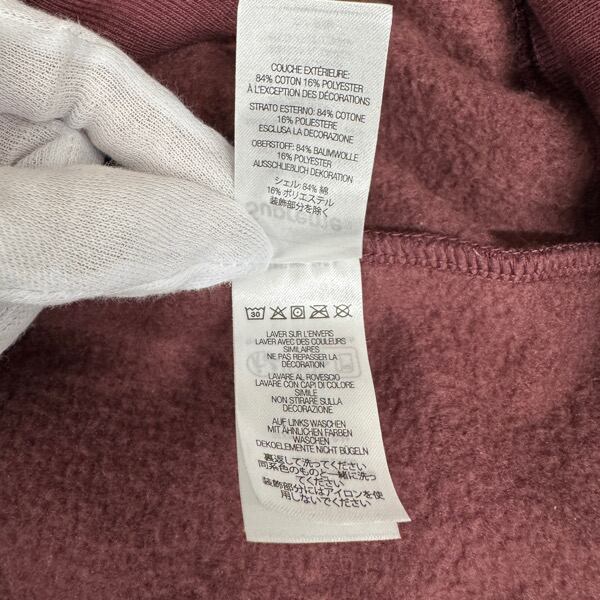 COUCHE EXTÉRIEURE:
84% COTON 16% POLYESTER
À L'EXCEPTION DES DÉCORATIONS
STRATO ESTERNO: 84% COTONE
16% POLIESTERE
ESCLUSA LA DECORAZIONE
OBERSTOFF: 84% BAUMWOLLE
16% POLYESTER
AUSSCHLIEßLICH DEKORATION
シェル 84% 綿
16% ポリエステル
装飾部分を除く
Supreme
30
LAVER SUR L'ENVERS
LAVER AVEC DES COULEURS
SIMILAIRES
NE PAS REPASSER LA
DÉCORATION
LAVARE AL ROVESCIO
LAVARE CON CAPI DI COLORE
SIMILE
NON STIRARE SULLA
DECORAZIONE
AUF LINKS WASCHEN
MIT ÄHNLICHEN FARBEN
WASCHEN
DEKOELEMENTE NICHT BÜGELN
裏返して洗ってください
同系色のものと一緒に洗っ
てください
装飾部分にはアイロンを使
用しないでください